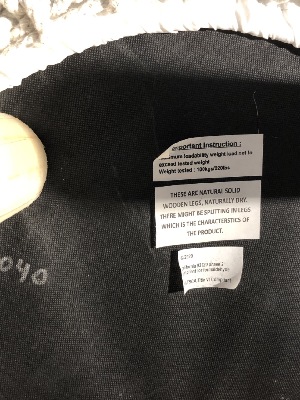 Important Instruction :
Maximum loadability weight load not to
exceed tested weight
Weight tested : 100kgs/220lbs
THESE ARE NATURAL SOLID
WOODEN LEGS, NATURALLY DRY.
THERE MIGHT BE SPLITTING IN LEGS
WHICH IS THE CHARACTERISTICS OF
THE PRODUCT.
040